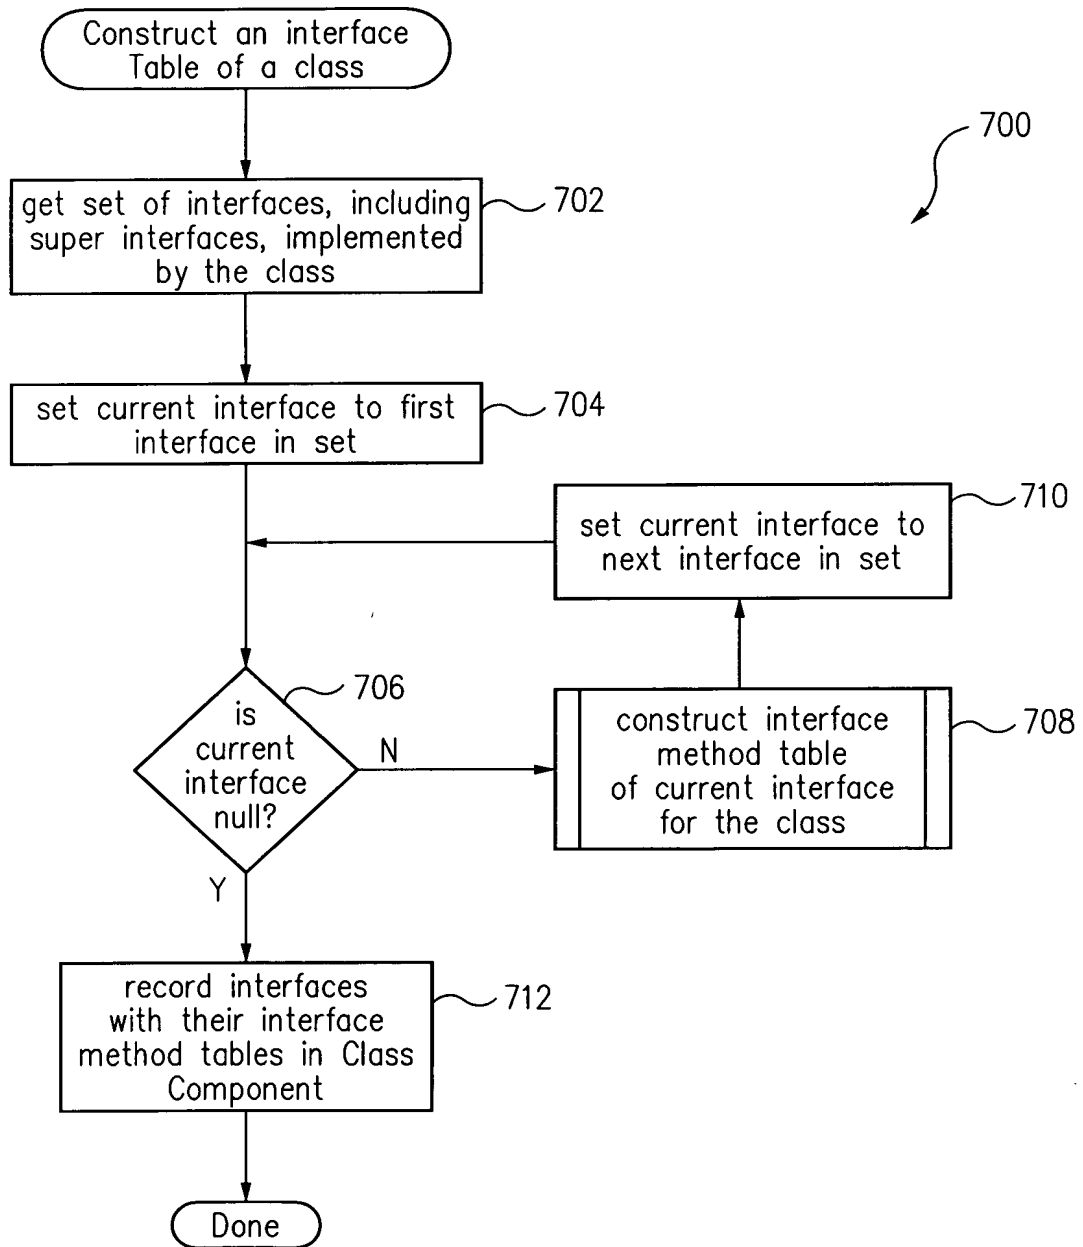 Construct an interface
Table of a class
700
get set of interfaces, including
super interfaces, implemented
by the class
702
set current interface to first
interface in set
704
set current interface to
next interface in set
710
is
current
interface
null?
706
N
construct interface
method table
of current interface
for the class
708
Y
record interfaces
with their interface
method tables in Class
Component
712
Done